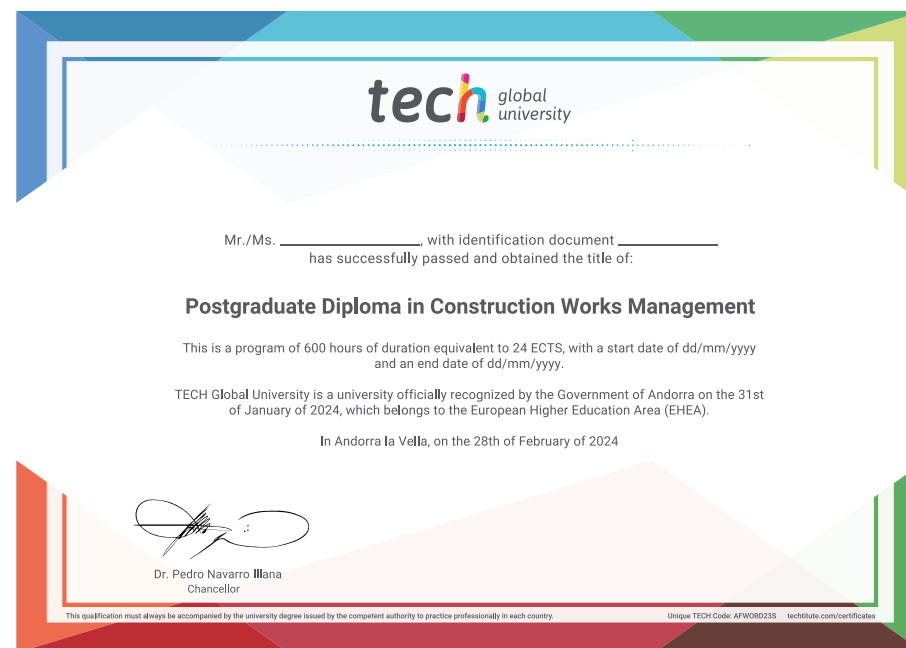 tech global university
Mr./Ms. ____________________, with identification document ______________
has successfully passed and obtained the title of:
Postgraduate Diploma in Construction Works Management
This is a program of 600 hours of duration equivalent to 24 ECTS, with a start date of dd/mm/yyyy
and an end date of dd/mm/yyyy.
TECH Global University is a university officially recognized by the Government of Andorra on the 31st
of January of 2024, which belongs to the European Higher Education Area (EHEA).
In Andorra la Vella, on the 28th of February of 2024
Dr. Pedro Navarro Illana
Chancellor
This qualification must always be accompanied by the university degree issued by the competent authority to practice professionally in each country.
Unique TECH Code: AFWORD23S techtitute.com/certificates